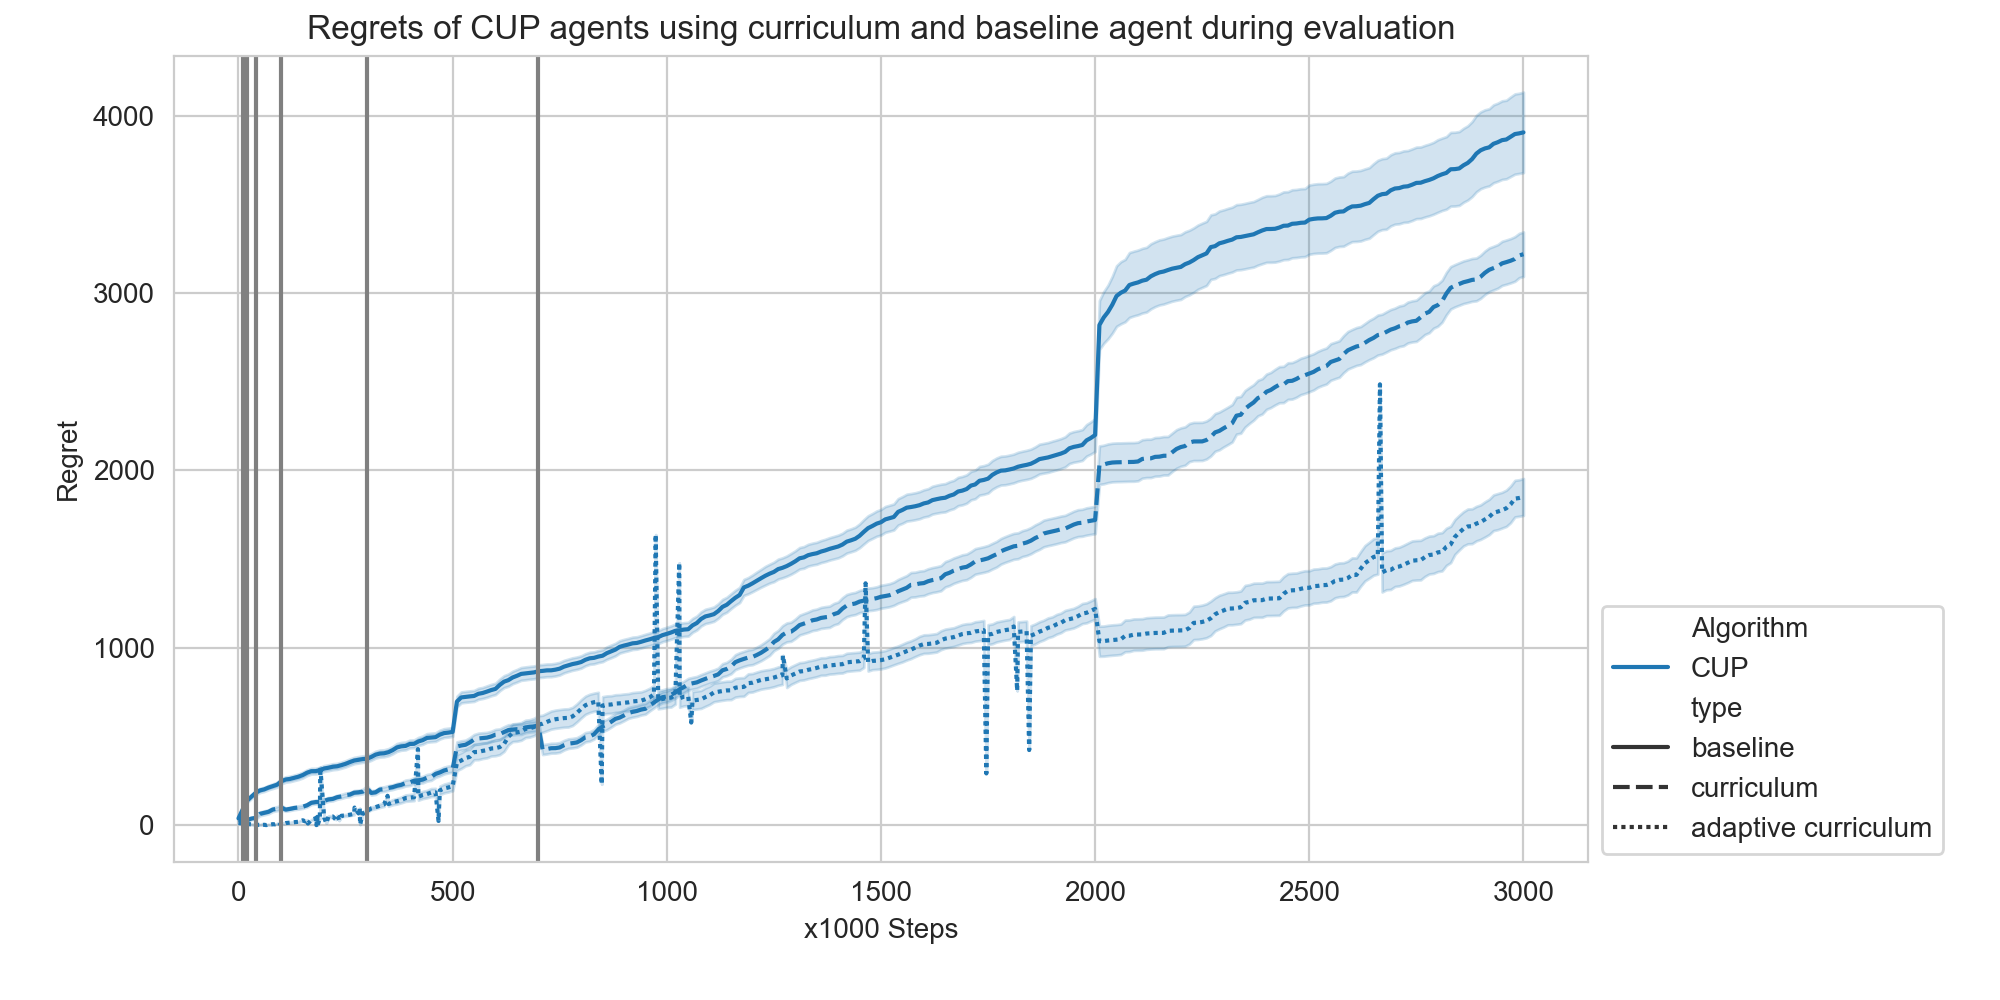 Regrets of CUP agents using curriculum and baseline agent during evaluation
4000
3000
2000
1000
0
Regret
0 500 1000 1500 2000 2500 3000
x1000 Steps
Algorithm
CUP
type
baseline
curriculum
adaptive curriculum